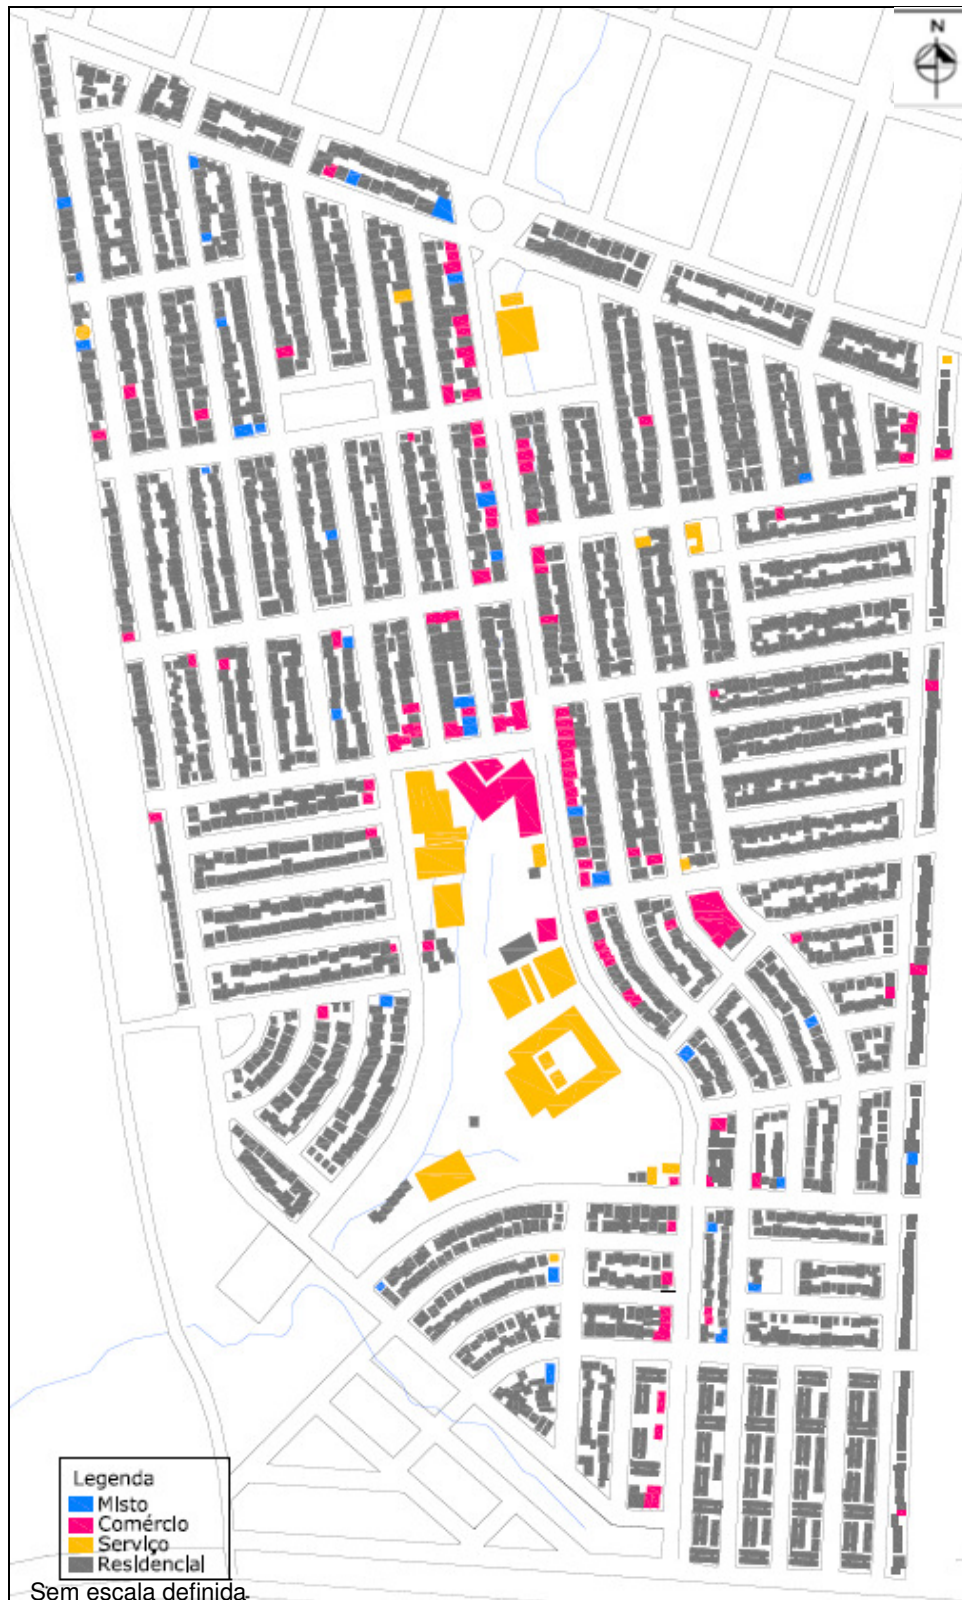 N
Legenda
Misto
Comércio
Serviço
Residencial
Sem escala definida.